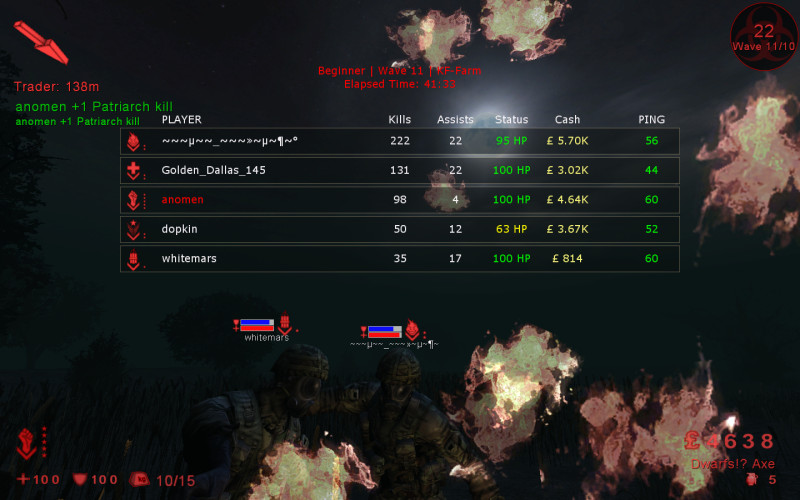 22
Wave 11/10
Beginner | Wave 11 | KF-Farm
Elapsed Time: 41:33
Trader: 138m
anomen +1 Patriarch kill
anomen +1 Patriarch kill
PLAYER Kills Assists Status Cash PING
~~~µ~~_~~~»~µ~¶~° 222 22 95 HP £ 5.70K 56
Golden_Dallas_145 131 22 100 HP £ 3.02K 44
anomen 98 4 100 HP £ 4.64K 60
dopkin 50 12 63 HP £ 3.67K 52
whitemars 35 17 100 HP £ 814 60
whitemars
~~~µ~~_~~~»~µ~¶~
£4638
Dwarfs!? Axe
100 100 10/15 5